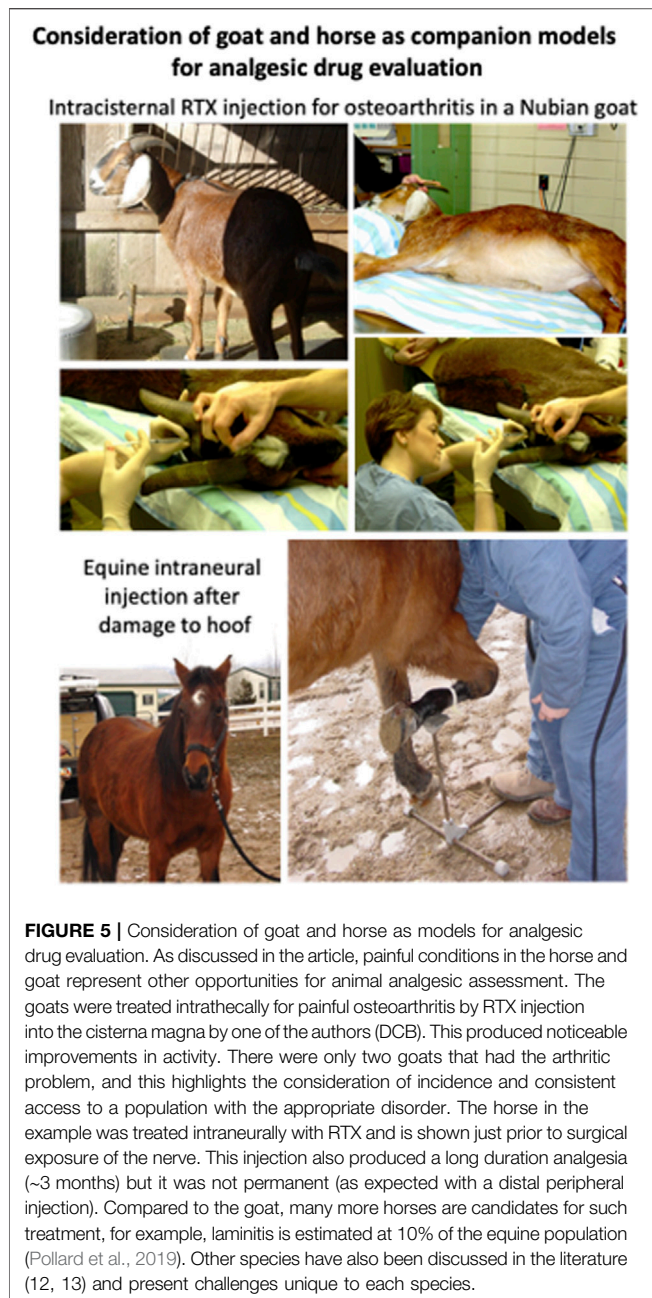 Consideration of goat and horse as companion models
for analgesic drug evaluation
Intracisternal RTX injection for osteoarthritis in a Nubian goat
Equine intraneural
injection after
damage to hoof
FIGURE 5 | Consideration of goat and horse as models for analgesic
drug evaluation. As discussed in the article, painful conditions in the horse and
goat represent other opportunities for animal analgesic assessment. The
goats were treated intrathecally for painful osteoarthritis by RTX injection
into the cisterna magna by one of the authors (DCB). This produced noticeable
improvements in activity. There were only two goats that had the arthritic
problem, and this highlights the consideration of incidence and consistent
access to a population with the appropriate disorder. The horse in the
example was treated intraneurally with RTX and is shown just prior to surgical
exposure of the nerve. This injection also produced a long duration analgesia
(~3 months) but it was not permanent (as expected with a distal peripheral
injection). Compared to the goat, many more horses are candidates for such
treatment, for example, laminitis is estimated at 10% of the equine population
(Pollard et al., 2019). Other species have also been discussed in the literature
(12, 13) and present challenges unique to each species.